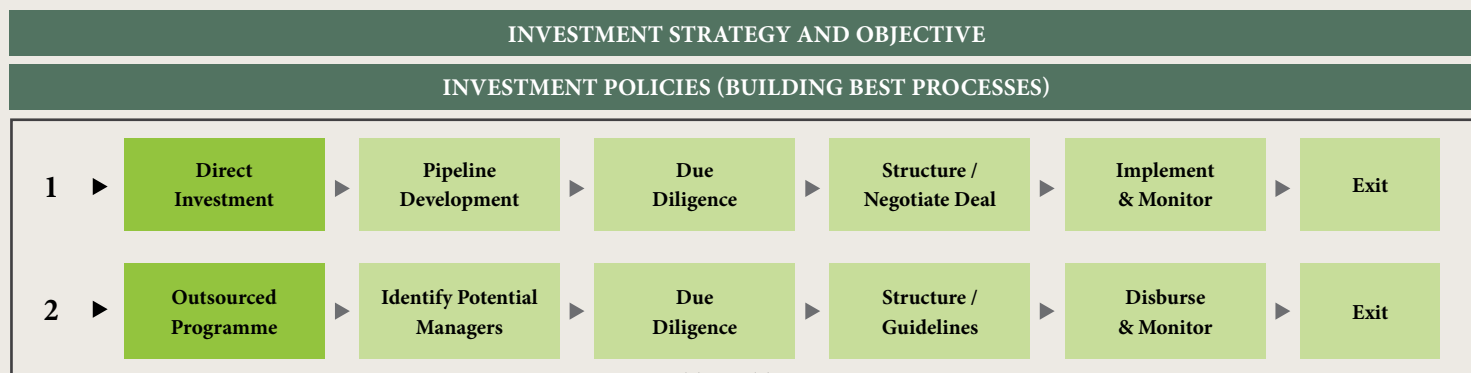 INVESTMENT STRATEGY AND OBJECTIVE
INVESTMENT POLICIES (BUILDING BEST PROCESSES)
1
Direct
Investment
Pipeline
Development
Due
Diligence
Structure /
Negotiate Deal
Implement
& Monitor
Exit
2
Outsourced
Programme
Identify Potential
Managers
Due
Diligence
Structure /
Guidelines
Disburse
& Monitor
Exit